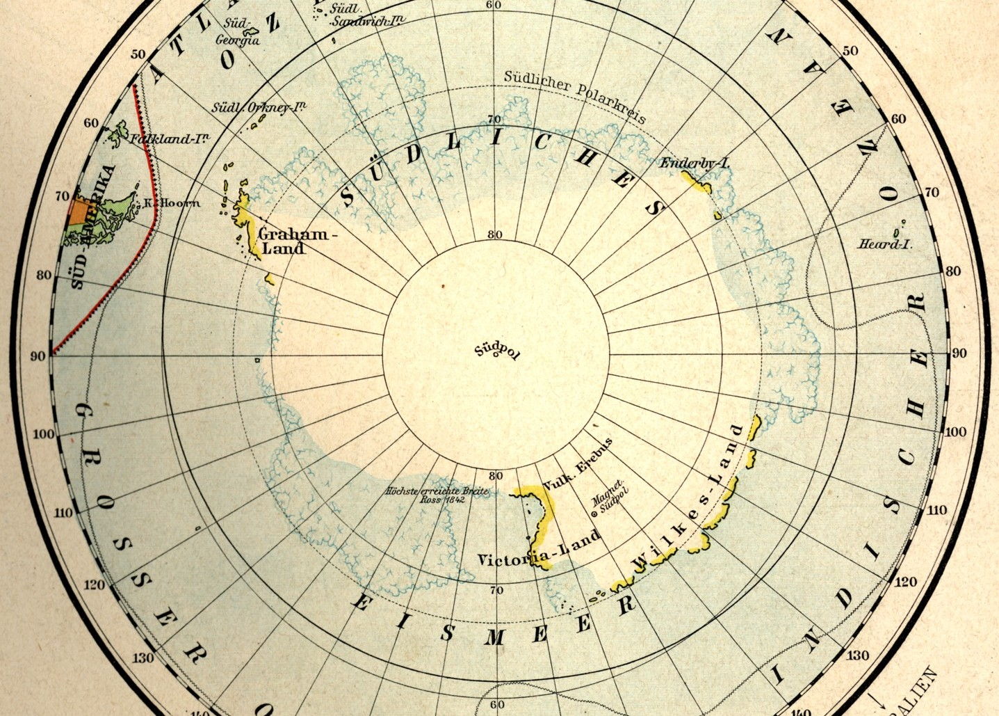 60
Südl.
Sandwich-Iⁿ
Süd-
Georgia
ATL
OZ
50
50
Südlicher Polarkreis
Südl. Orkney-Iⁿ
70
60
60
Falkland-Iⁿ
SÜDLICHES
Enderby-I.
SÜD-AMERIKA
70
70
K. Hoorn
Graham-
Land
80
Heard-I.
80
80
Südpol
90
90
100
100
Wilkes-Land
80
Vulk. Erebus
Höchste erreichte Breite
Ross 1842
Magnet.
Südpol
110
110
Victoria-Land
120
120
70
EISMEER
GROSSER O
INDISCHER
OZEAN
130
130
140
140
60
RALIEN